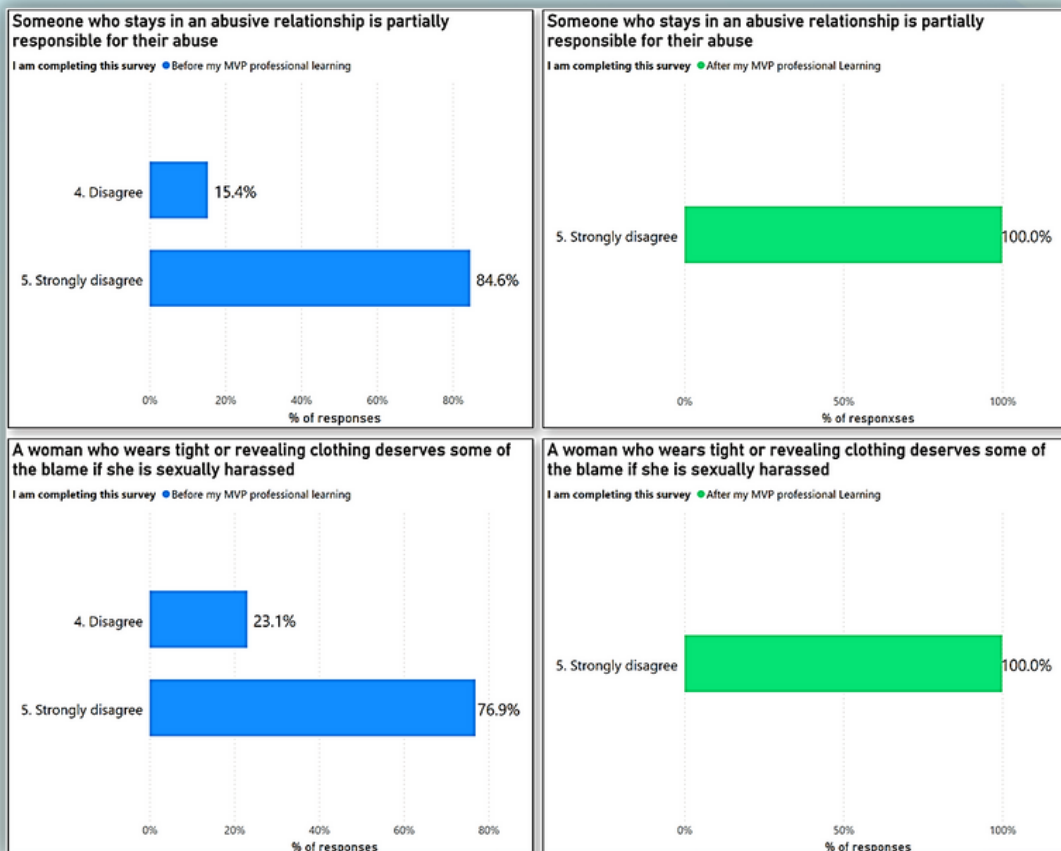 Someone who stays in an abusive relationship is partially
responsible for their abuse
I am completing this survey Before my MVP professional learning
4. Disagree
15.4%
5. Strongly disagree
84.6%
0% 20% 40% 60% 80%
% of responses
Someone who stays in an abusive relationship is partially
responsible for their abuse
I am completing this survey After my MVP professional Learning
5. Strongly disagree
100.0%
0% 50% 100%
% of responxses
A woman who wears tight or revealing clothing deserves some of
the blame if she is sexually harassed
I am completing this survey Before my MVP professional learning
4. Disagree
23.1%
5. Strongly disagree
76.9%
0% 20% 40% 60% 80%
% of responses
A woman who wears tight or revealing clothing deserves some of
the blame if she is sexually harassed
I am completing this survey After my MVP professional Learning
5. Strongly disagree
100.0%
0% 50% 100%
% of responses